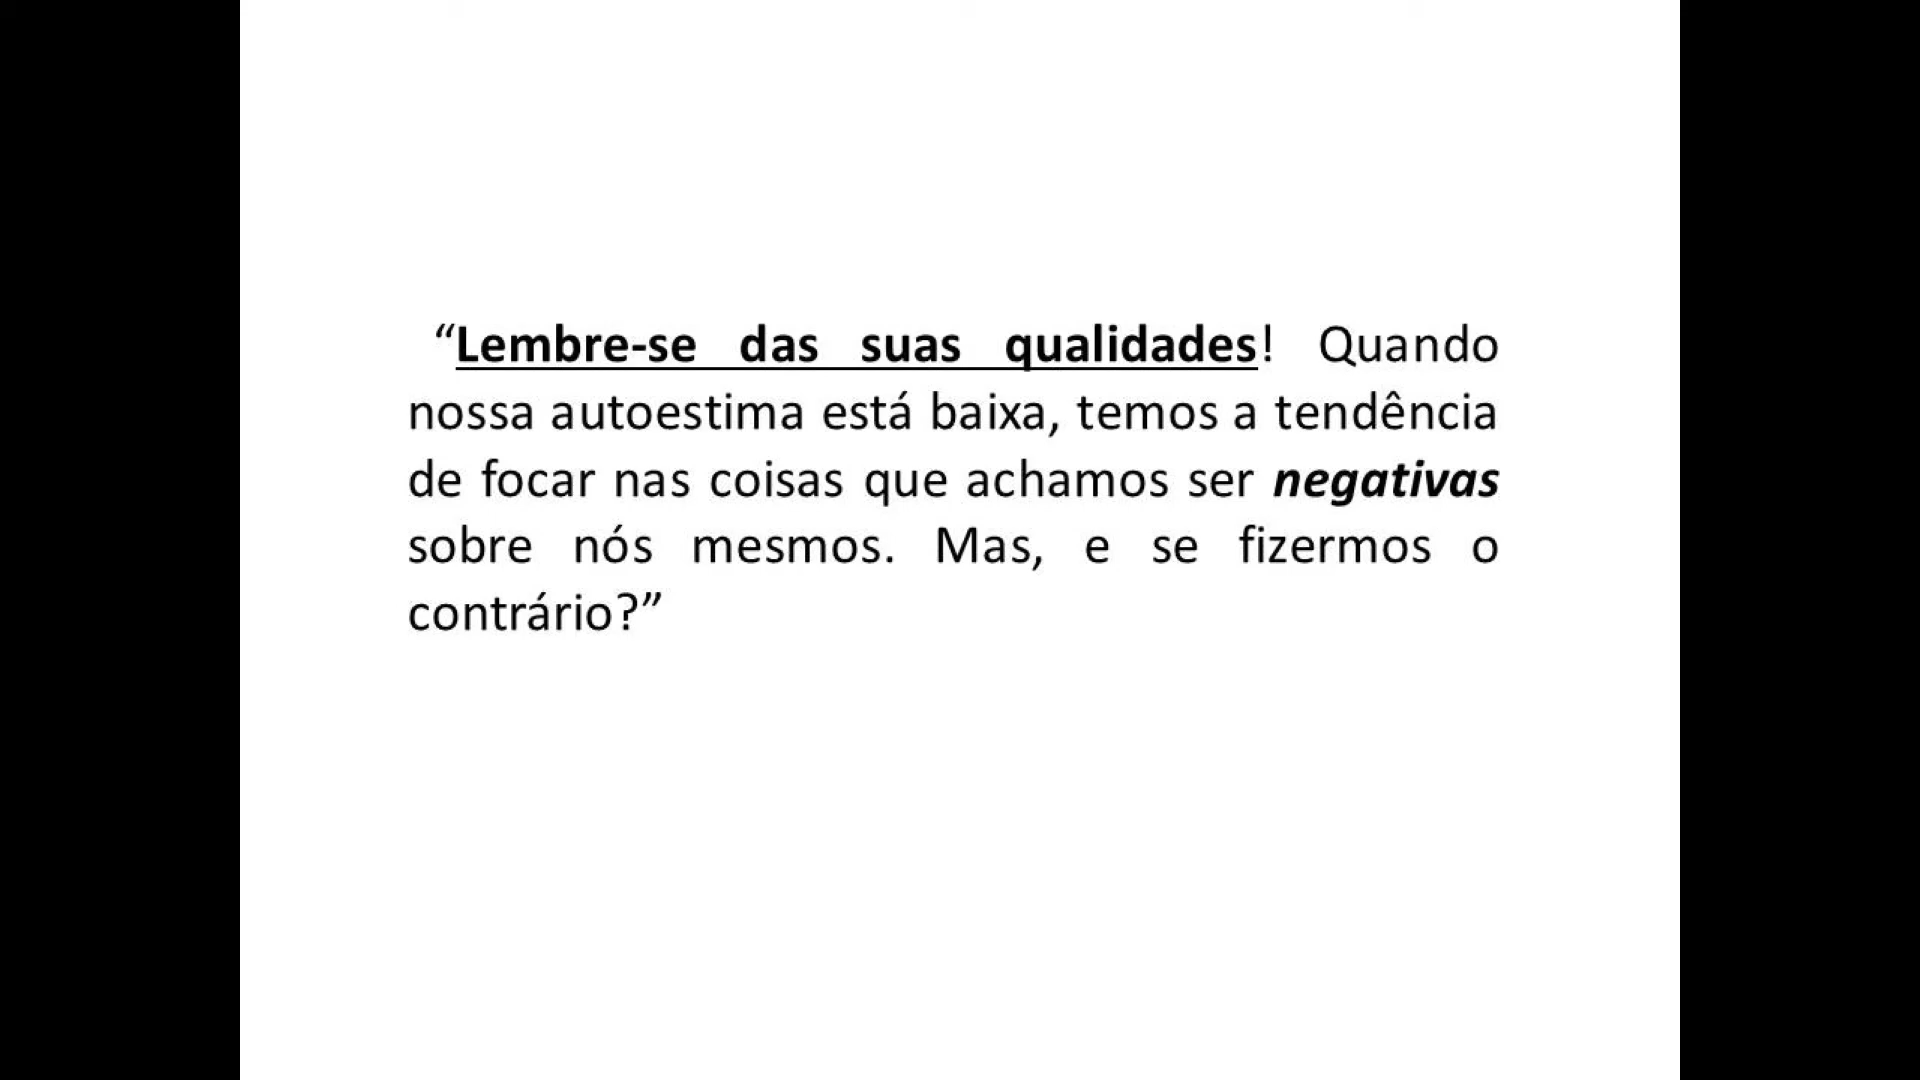 “Lembre-se das suas qualidades! Quando
nossa autoestima está baixa, temos a tendência
de focar nas coisas que achamos ser negativas
sobre nós mesmos. Mas, e se fizermos o
contrário?”